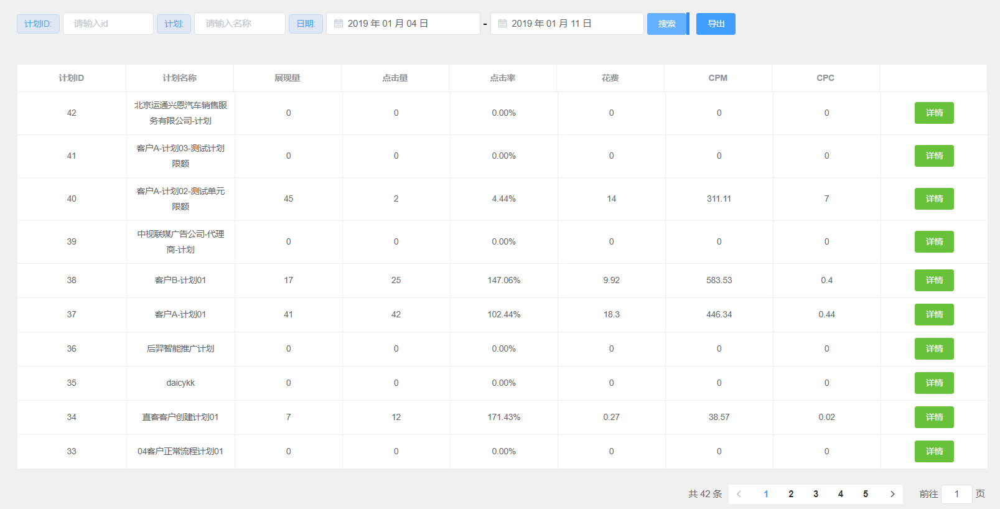 计划ID: 请输入id 计划: 请输入名称 日期: 2019 年 01 月 04 日 - 2019 年 01 月 11 日 搜索 导出
计划ID 计划名称 展现量 点击量 点击率 花费 CPM CPC
42 北京运通兴恩汽车销售服 0 0 0.00% 0 0 0 详情
务有限公司-计划
41 客户A-计划03-测试计划 0 0 0.00% 0 0 0 详情
限额
40 客户A-计划02-测试单元 45 2 4.44% 14 311.11 7 详情
限额
39 中视联媒广告公司-代理 0 0 0.00% 0 0 0 详情
商-计划
38 客户B-计划01 17 25 147.06% 9.92 583.53 0.4 详情
37 客户A-计划01 41 42 102.44% 18.3 446.34 0.44 详情
36 后羿智能推广计划 0 0 0.00% 0 0 0 详情
35 daicykk 0 0 0.00% 0 0 0 详情
34 直客客户创建计划01 7 12 171.43% 0.27 38.57 0.02 详情
33 04客户正常流程计划01 0 0 0.00% 0 0 0 详情
共 42 条 1 2 3 4 5 前往 1 页